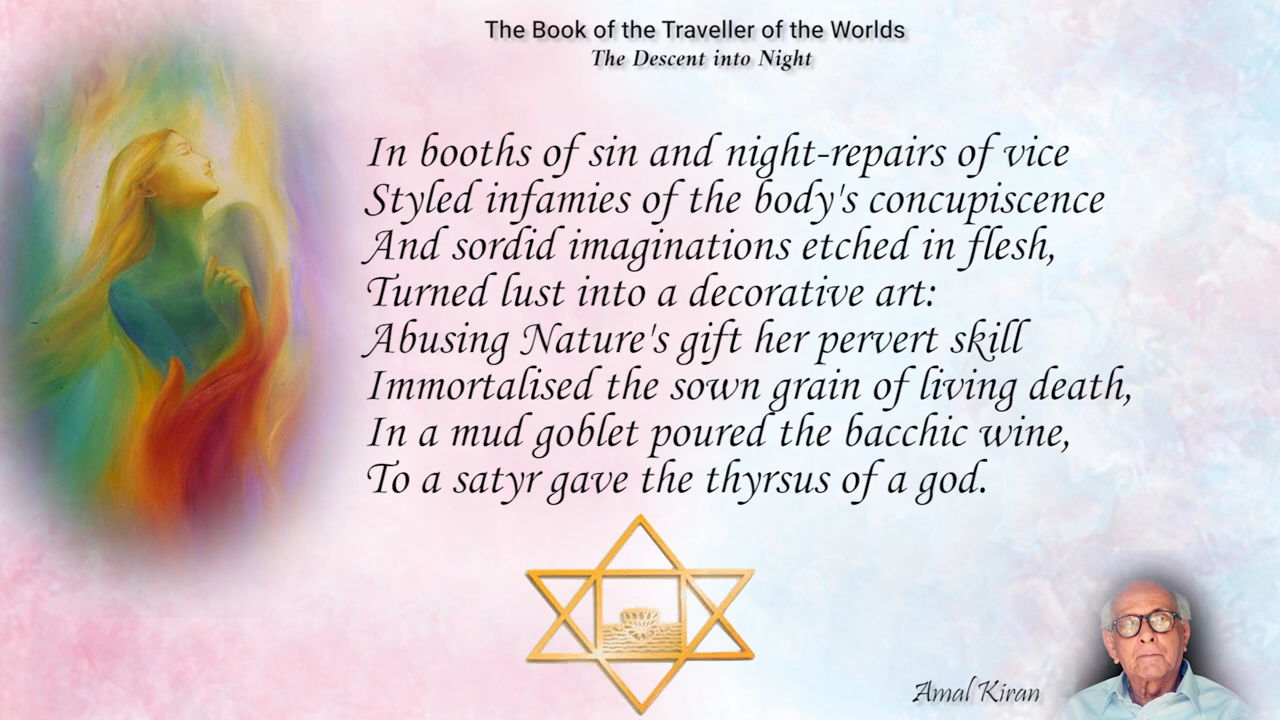 The Book of the Traveller of the Worlds
The Descent into Night
In booths of sin and night-repairs of vice
Styled infamies of the body's concupiscence
And sordid imaginations etched in flesh,
Turned lust into a decorative art:
Abusing Nature's gift her pervert skill
Immortalised the sown grain of living death,
In a mud goblet poured the bacchic wine,
To a satyr gave the thyrsus of a god.
Amal Kiran